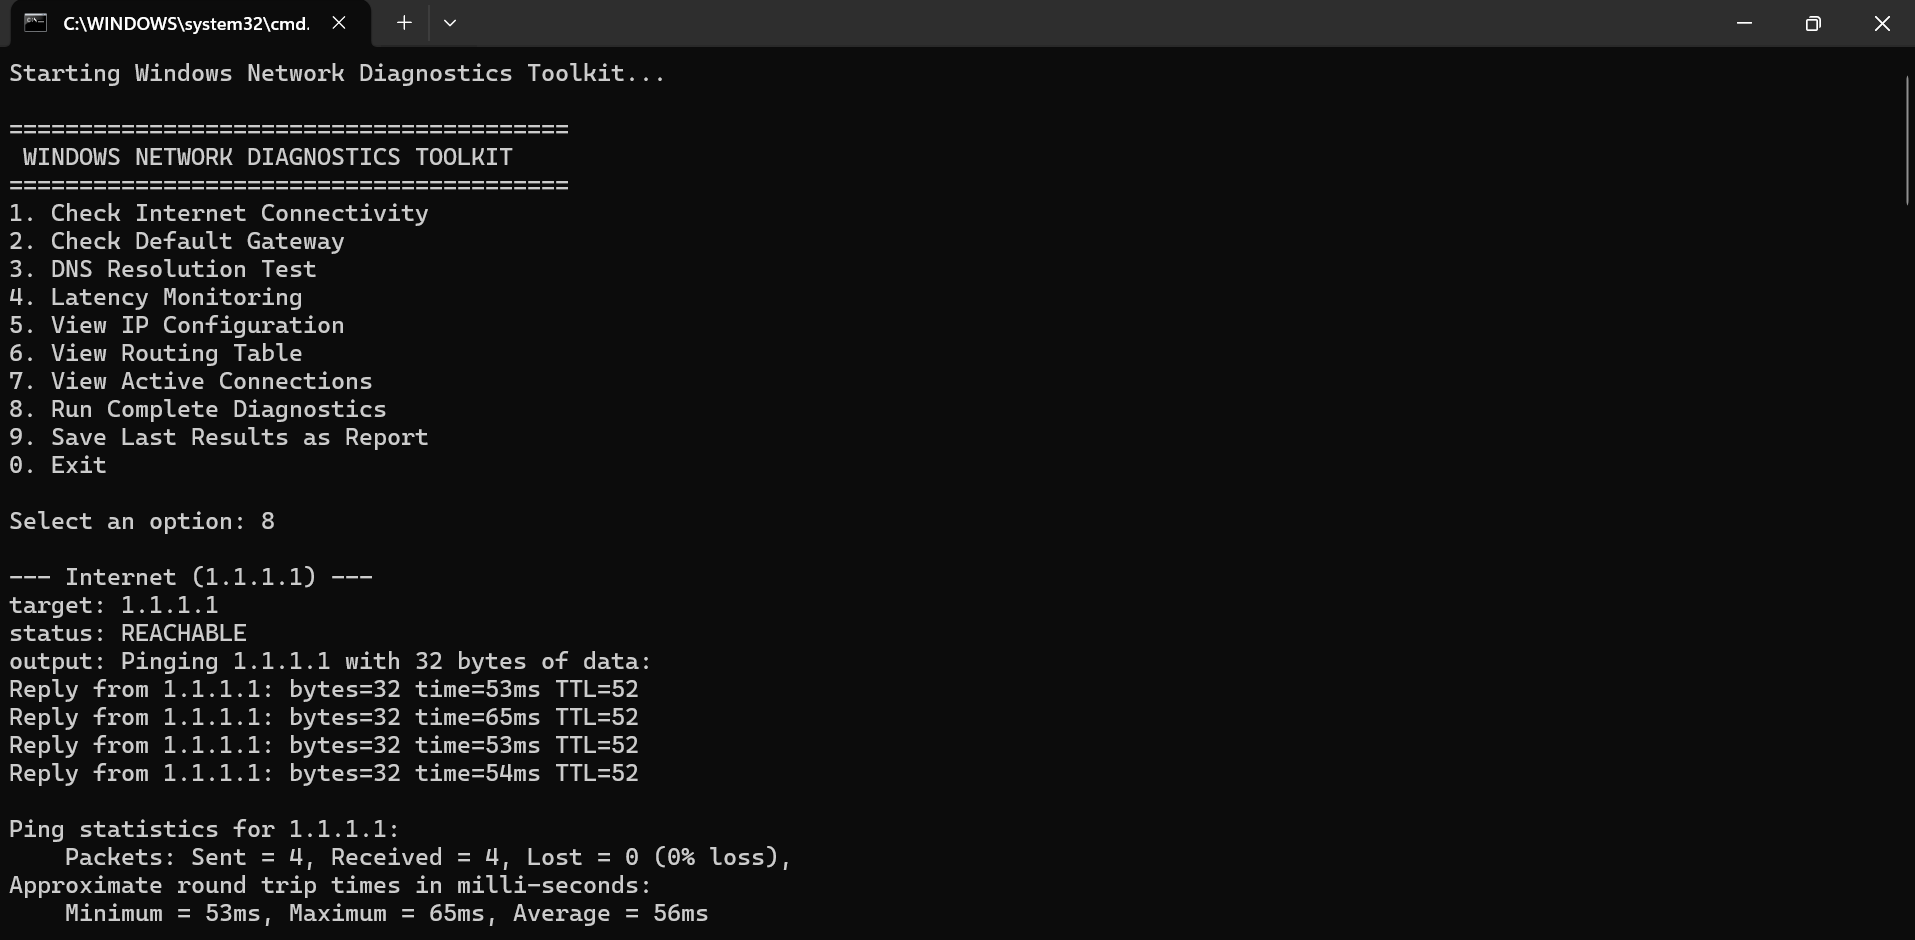 C:\WINDOWS\system32\cmd.
Starting Windows Network Diagnostics Toolkit...
========================================
 WINDOWS NETWORK DIAGNOSTICS TOOLKIT
========================================
1. Check Internet Connectivity
2. Check Default Gateway
3. DNS Resolution Test
4. Latency Monitoring
5. View IP Configuration
6. View Routing Table
7. View Active Connections
8. Run Complete Diagnostics
9. Save Last Results as Report
0. Exit
Select an option: 8
--- Internet (1.1.1.1) ---
target: 1.1.1.1
status: REACHABLE
output: Pinging 1.1.1.1 with 32 bytes of data:
Reply from 1.1.1.1: bytes=32 time=53ms TTL=52
Reply from 1.1.1.1: bytes=32 time=65ms TTL=52
Reply from 1.1.1.1: bytes=32 time=53ms TTL=52
Reply from 1.1.1.1: bytes=32 time=54ms TTL=52
Ping statistics for 1.1.1.1:
    Packets: Sent = 4, Received = 4, Lost = 0 (0% loss),
Approximate round trip times in milli-seconds:
    Minimum = 53ms, Maximum = 65ms, Average = 56ms